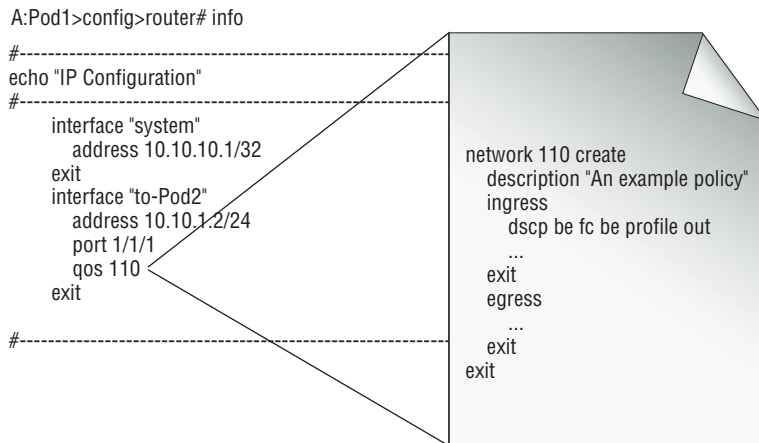 A:Pod1>config>router# info
#--------------------------------------------------
echo "IP Configuration"
#--------------------------------------------------
interface "system"
address 10.10.10.1/32
exit
interface "to-Pod2"
address 10.10.1.2/24
port 1/1/1
qos 110
exit
#--------------------------------------------------
network 110 create
description "An example policy"
ingress
dscp be fc be profile out
...
exit
egress
...
exit
exit